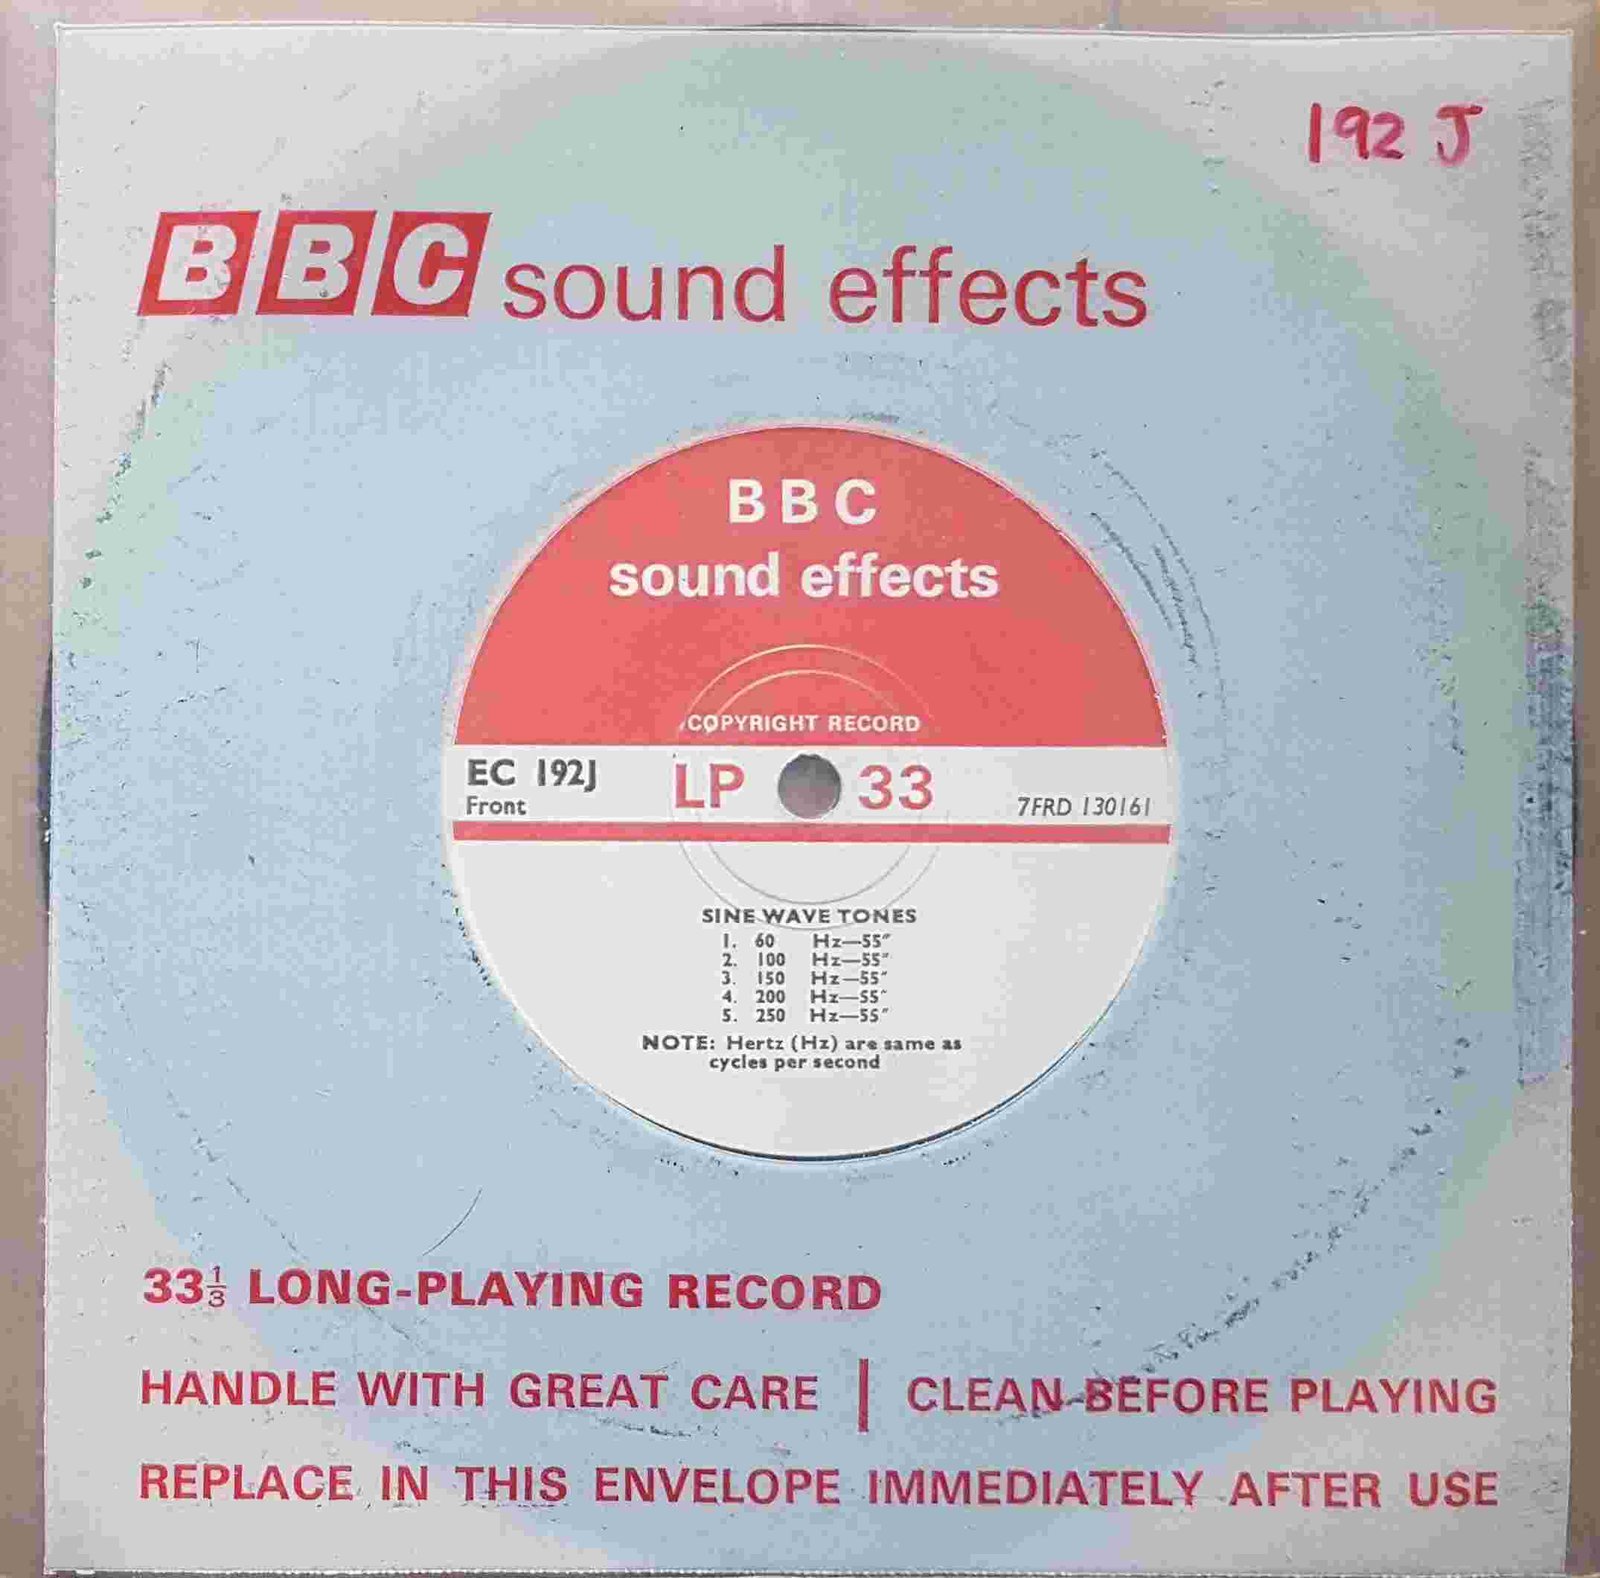 192 J
BBC sound effects
BBC
sound effects
COPYRIGHT RECORD
EC 192J LP 33 7FRD 130161
Front
SINE WAVE TONES
1. 60 Hz—55"
2. 100 Hz—55"
3. 150 Hz—55"
4. 200 Hz—55"
5. 250 Hz—55"
NOTE: Hertz (Hz) are same as
cycles per second
33⅓ LONG-PLAYING RECORD
HANDLE WITH GREAT CARE | CLEAN BEFORE PLAYING
REPLACE IN THIS ENVELOPE IMMEDIATELY AFTER USE